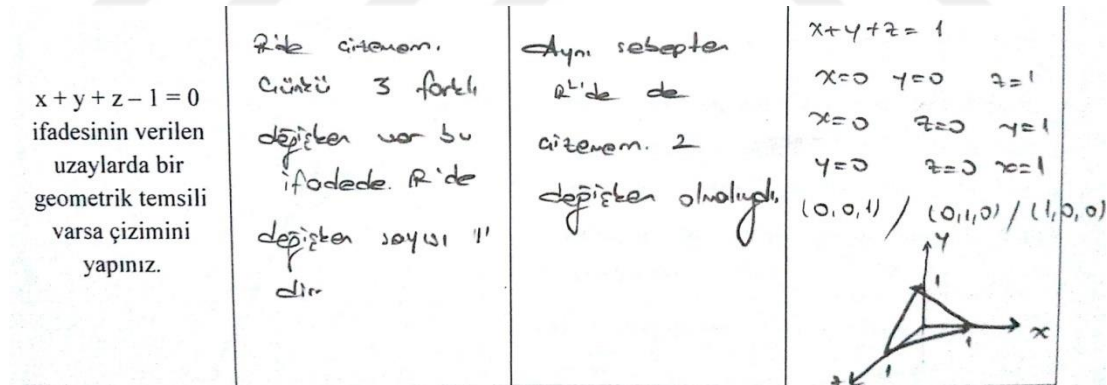 x + y + z – 1 = 0
ifadesinin verilen
uzaylarda bir
geometrik temsili
varsa çizimini
yapınız.
R'de çizemem.
Çünkü 3 farklı
değişken var bu
ifadede. R'de
değişken sayısı 1'
dir
Aynı sebepten
R²'de de
çizemem. 2
değişken olmalıydı.
x+y+z= 1
x=0 y=0 z=1
x=0 z=0 y=1
y=0 z=0 x=1
(0,0,1) / (0,1,0) / (1,0,0)
y
1
x
1
1
z